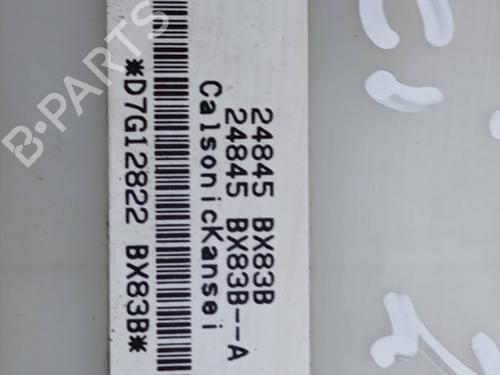 24845 BX83B
24845 BX83B--A
CalsonicKansei
*D7G12822 BX83B*
B-PARTS